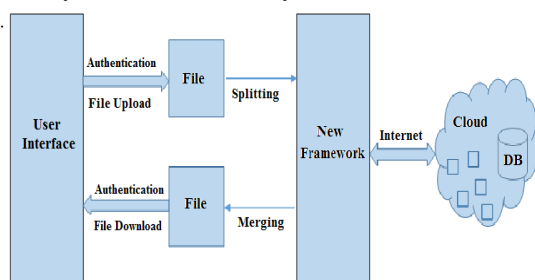 Authentication
File Upload
File
Splitting
User
Interface
New
Framework
Internet
Cloud
DB
Authentication
File Download
File
Merging